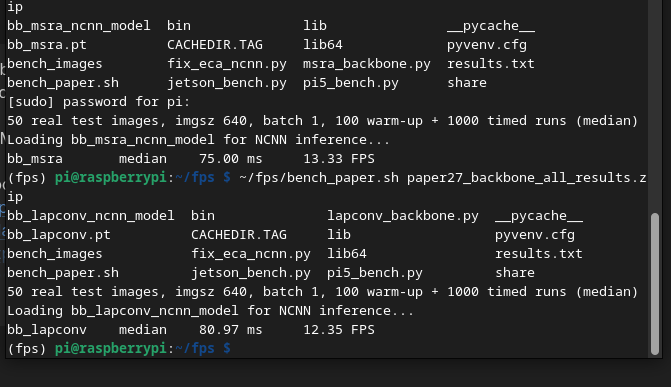 ip
bb_msra_ncnn_model  bin              lib               __pycache__
bb_msra.pt          CACHEDIR.TAG     lib64             pyvenv.cfg
bench_images        fix_eca_ncnn.py  msra_backbone.py  results.txt
bench_paper.sh      jetson_bench.py  pi5_bench.py      share
[sudo] password for pi:
50 real test images, imgsz 640, batch 1, 100 warm-up + 1000 timed runs (median)
Loading bb_msra_ncnn_model for NCNN inference...
bb_msra       median    75.00 ms     13.33 FPS
(fps) pi@raspberrypi:~/fps $ ~/fps/bench_paper.sh paper27_backbone_all_results.z
ip
bb_lapconv_ncnn_model  bin              lapconv_backbone.py  __pycache__
bb_lapconv.pt          CACHEDIR.TAG     lib                  pyvenv.cfg
bench_images           fix_eca_ncnn.py  lib64                results.txt
bench_paper.sh         jetson_bench.py  pi5_bench.py         share
50 real test images, imgsz 640, batch 1, 100 warm-up + 1000 timed runs (median)
Loading bb_lapconv_ncnn_model for NCNN inference...
bb_lapconv    median    80.97 ms     12.35 FPS
(fps) pi@raspberrypi:~/fps $